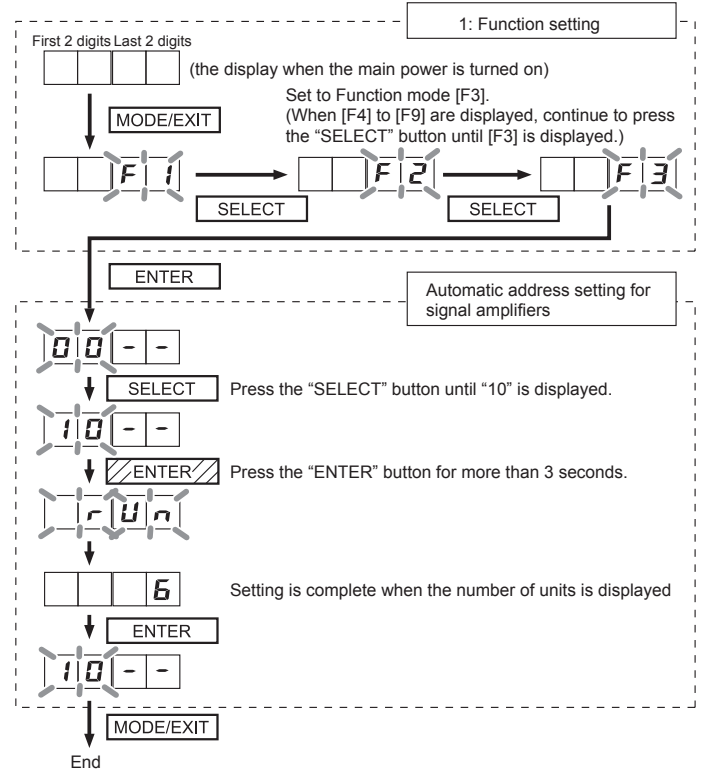 1: Function setting
First 2 digits Last 2 digits
(the display when the main power is turned on)
Set to Function mode [F3].
(When [F4] to [F9] are displayed, continue to press
the “SELECT” button until [F3] is displayed.)
MODE/EXIT
F 1
F 2
F 3
SELECT
SELECT
ENTER
Automatic address setting for
signal amplifiers
0 0 - -
SELECT
Press the “SELECT” button until “10” is displayed.
1 0 - -
ENTER
Press the “ENTER” button for more than 3 seconds.
r U n
6
Setting is complete when the number of units is displayed
ENTER
1 0 - -
MODE/EXIT
End